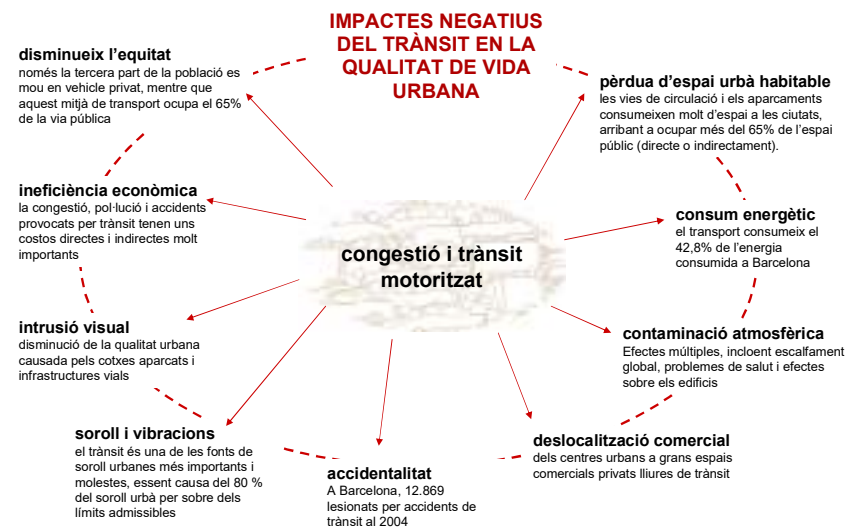 IMPACTES NEGATIUS
DEL TRÀNSIT EN LA
QUALITAT DE VIDA
URBANA
disminueix l’equitat
només la tercera part de la població es
mou en vehicle privat, mentre que
aquest mitjà de transport ocupa el 65%
de la via pública
pèrdua d’espai urbà habitable
les vies de circulació i els aparcaments
consumeixen molt d’espai a les ciutats,
arribant a ocupar més del 65% de l’espai
públic (directe o indirectament).
ineficiència econòmica
la congestió, pol·lució i accidents
provocats per trànsit tenen uns
costos directes i indirectes molt
importants
consum energètic
el transport consumeix el
42,8% de l’energia
consumida a Barcelona
congestió i trànsit
motoritzat
intrusió visual
disminució de la qualitat urbana
causada pels cotxes aparcats i
infrastructures vials
contaminació atmosfèrica
Efectes múltiples, incloent escalfament
global, problemes de salut i efectes
sobre els edificis
soroll i vibracions
el trànsit és una de les fonts de
soroll urbanes més importants i
molestes, essent causa del 80 %
del soroll urbà per sobre dels
límits admissibles
accidentalitat
A Barcelona, 12.869
lesionats per accidents de
trànsit al 2004
deslocalització comercial
dels centres urbans a grans espais
comercials privats lliures de trànsit